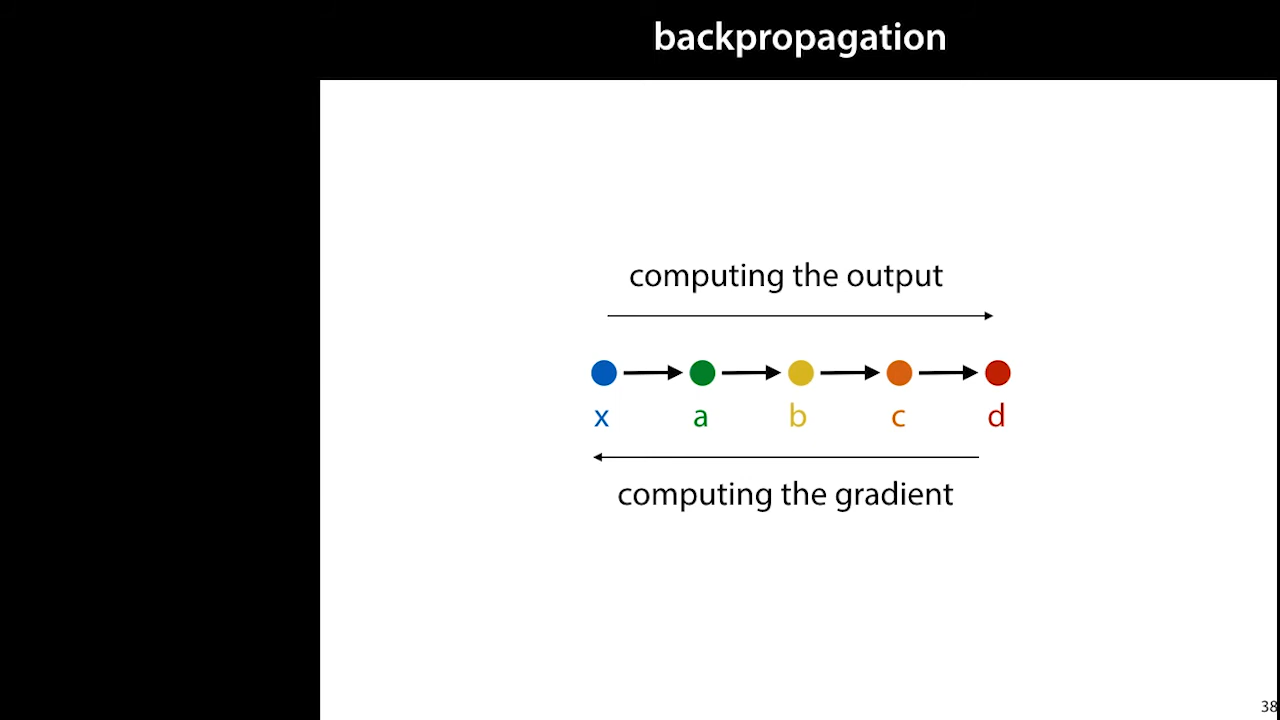 backpropagation
computing the output
x a b c d
computing the gradient
38